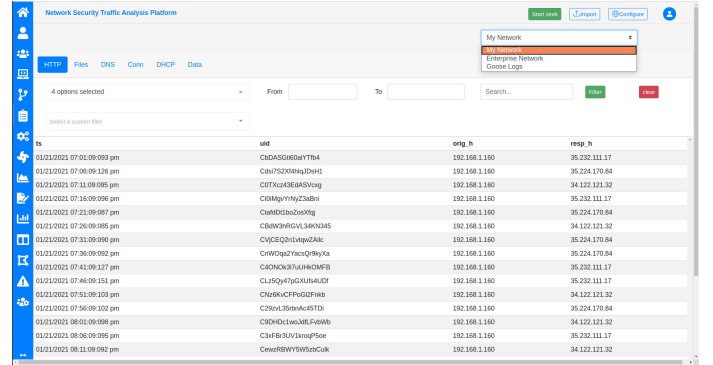 Network Security Traffic Analysis Platform
Start zeek
Import
Configure
My Network
My Network
Enterprise Network
Goose Logs
HTTP Files DNS Conn DHCP Data
4 options selected From To Search... Filter clear
Select a custom filter
ts uid orig_h resp_h
01/21/2021 07:01:09:093 pm CbDASGti60aiYTfb4 192.168.1.160 35.232.111.17
01/21/2021 07:06:09:126 pm 192.168.1.160 35.224.170.84
01/21/2021 07:11:09:095 pm C0TXcz43EdASVcxg 192.168.1.160 34.122.121.32
01/21/2021 07:16:09:096 pm 192.168.1.160 35.232.111.17
01/21/2021 07:21:09:087 pm CtafdDt1boZosXfqj 192.168.1.160 35.224.170.84
01/21/2021 07:26:09:085 pm CBdW3hRGVL34KN345 192.168.1.160 34.122.121.32
01/21/2021 07:31:09:090 pm 192.168.1.160 35.224.170.84
01/21/2021 07:36:09:092 pm CnWOqa2YacsQr9kyXa 192.168.1.160 35.224.170.84
01/21/2021 07:41:09:127 pm 192.168.1.160 35.232.111.17
01/21/2021 07:46:09:151 pm CLz5Qy47pGXUfs4UDf 192.168.1.160 35.232.111.17
01/21/2021 07:51:09:103 pm 192.168.1.160 34.122.121.32
01/21/2021 07:56:09:102 pm C29zvL35rbnAc45TDi 192.168.1.160 35.224.170.84
01/21/2021 08:01:09:098 pm 192.168.1.160 34.122.121.32
01/21/2021 08:06:09:095 pm C3xFBr3UV1kroqP5oe 192.168.1.160 35.232.111.17
01/21/2021 08:11:09:092 pm CewzRBWY5W5zbCulk 192.168.1.160 34.122.121.32